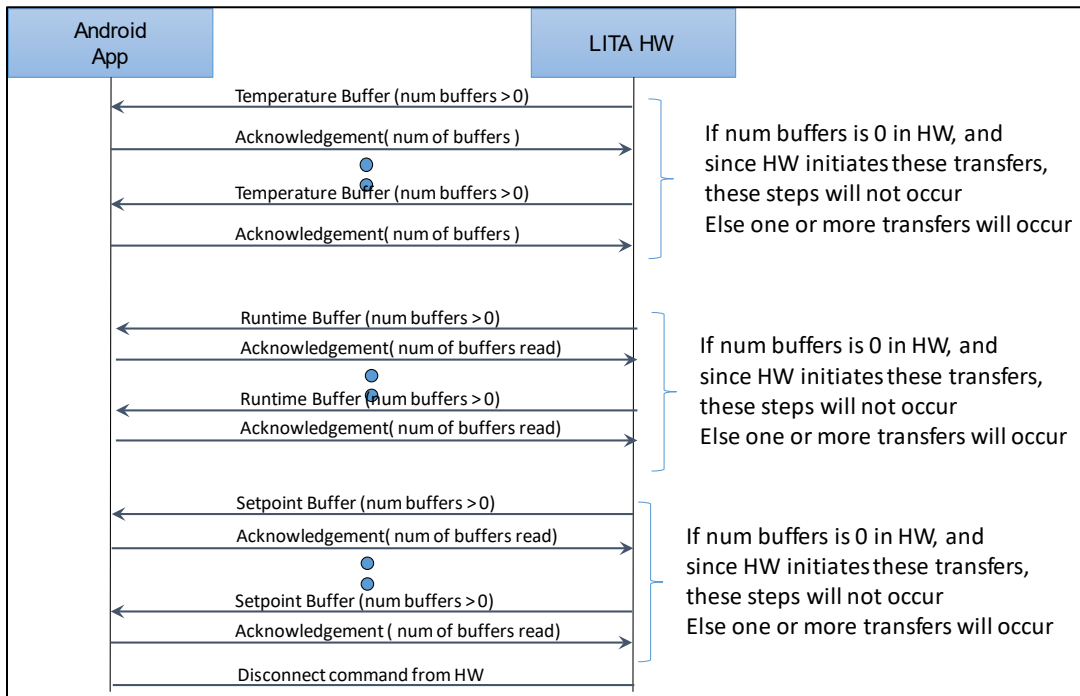 Android
App
LITA HW
Temperature Buffer (num buffers > 0)
Acknowledgement( num of buffers )
Temperature Buffer (num buffers > 0)
Acknowledgement( num of buffers )
If num buffers is 0 in HW, and
since HW initiates these transfers,
these steps will not occur
Else one or more transfers will occur
Runtime Buffer (num buffers > 0)
Acknowledgement( num of buffers read)
Runtime Buffer (num buffers > 0)
Acknowledgement( num of buffers read)
If num buffers is 0 in HW, and
since HW initiates these transfers,
these steps will not occur
Else one or more transfers will occur
Setpoint Buffer (num buffers > 0)
Acknowledgement( num of buffers read)
Setpoint Buffer (num buffers > 0)
Acknowledgement ( num of buffers read)
If num buffers is 0 in HW, and
since HW initiates these transfers,
these steps will not occur
Else one or more transfers will occur
Disconnect command from HW